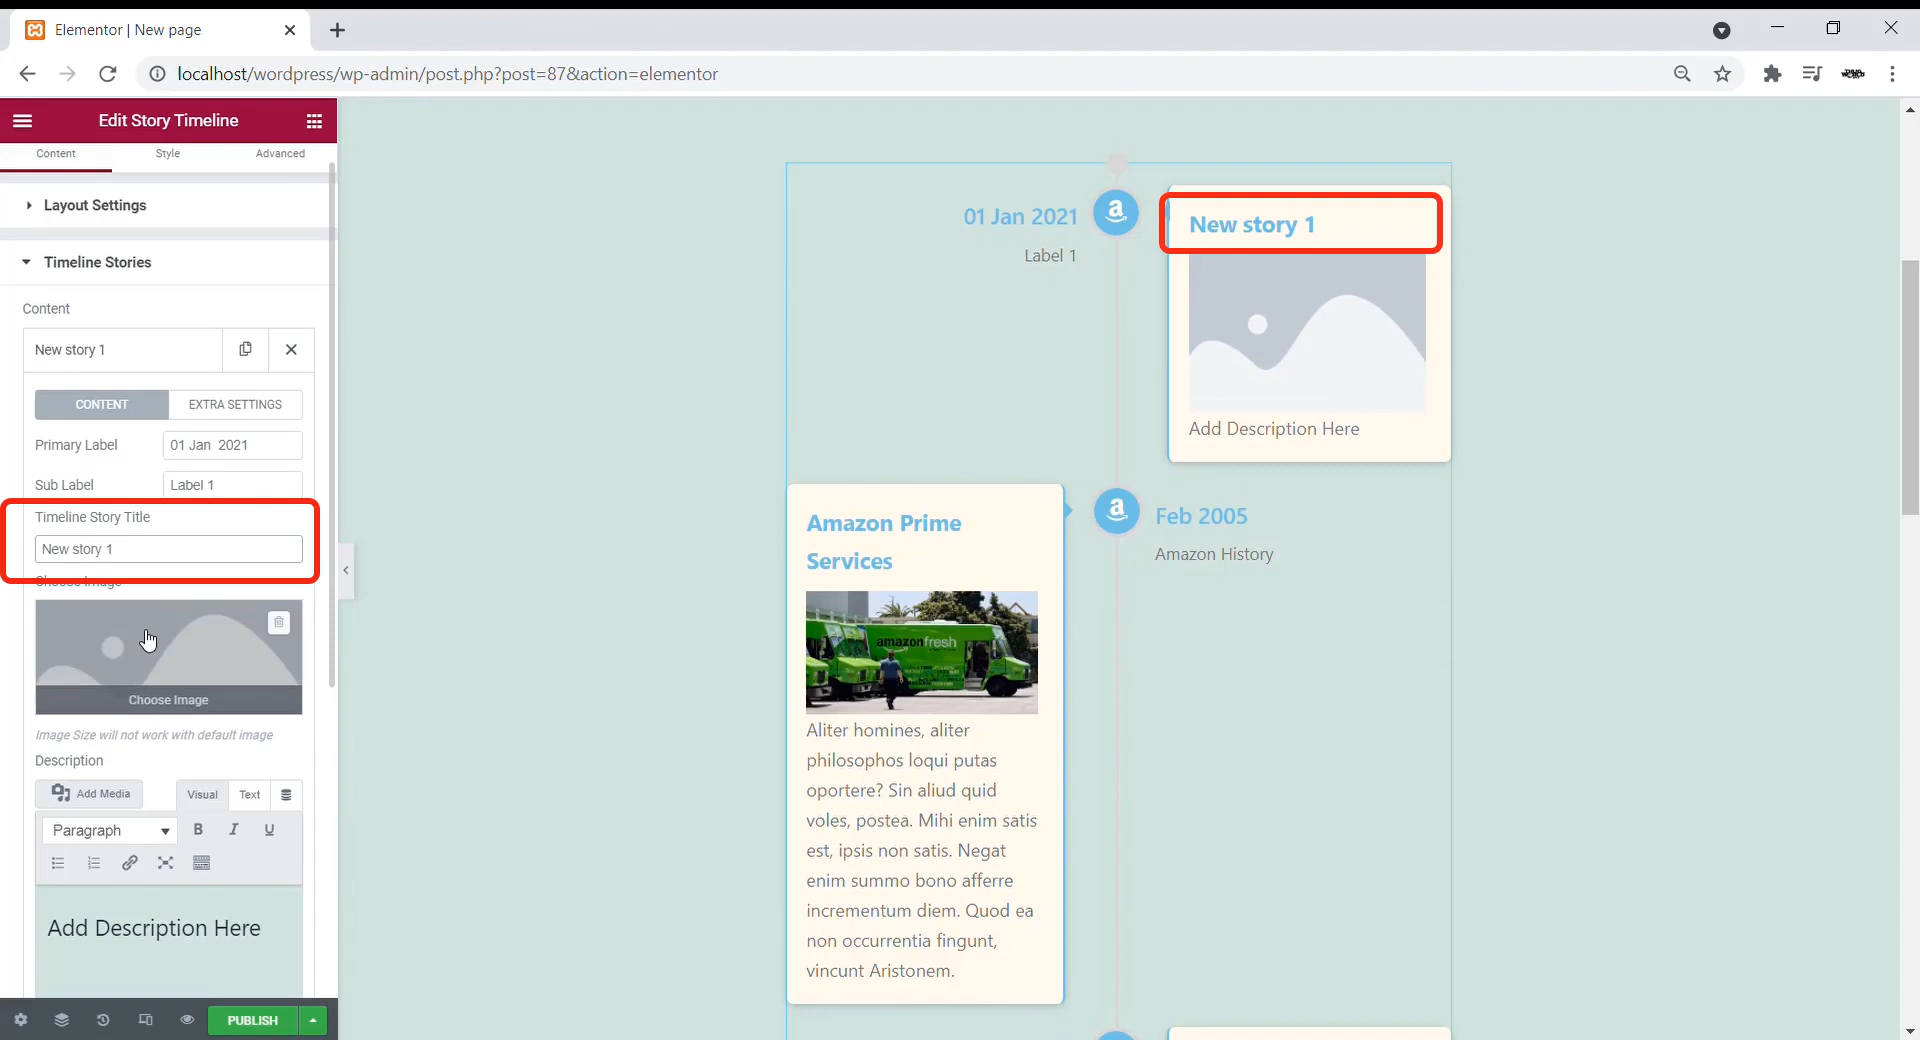 Elementor | New page
localhost/wordpress/wp-admin/post.php?post=87&action=elementor
Edit Story Timeline
Content Style Advanced
Layout Settings
Timeline Stories
Content
New story 1
CONTENT EXTRA SETTINGS
Primary Label 01 Jan 2021
Sub Label Label 1
Timeline Story Title
New story 1
Choose Image
Choose Image
Image Size will not work with default image
Description
Add Media Visual Text
Paragraph B I U
Add Description Here
PUBLISH
01 Jan 2021
Label 1
New story 1
Add Description Here
Amazon Prime
Services
amazonfresh
Aliter homines, aliter
philosophos loqui putas
oportere? Sin aliud quid
voles, postea. Mihi enim satis
est, ipsis non satis. Negat
enim summo bono afferre
incrementum diem. Quod ea
non occurrentia fingunt,
vincunt Aristonem.
Feb 2005
Amazon History